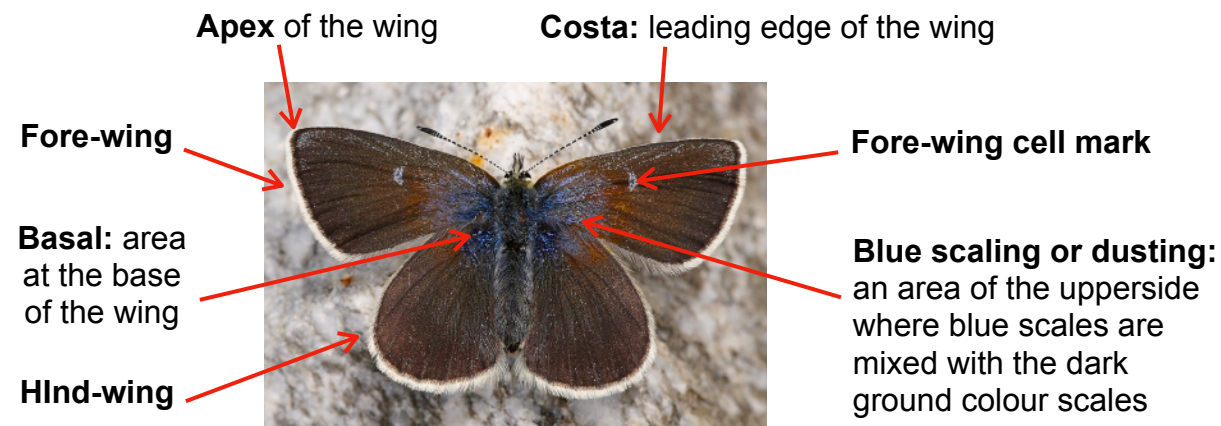 Apex of the wing
Costa: leading edge of the wing
Fore-wing
Fore-wing cell mark
Basal: area
at the base
of the wing
Blue scaling or dusting:
an area of the upperside
where blue scales are
mixed with the dark
ground colour scales
HInd-wing